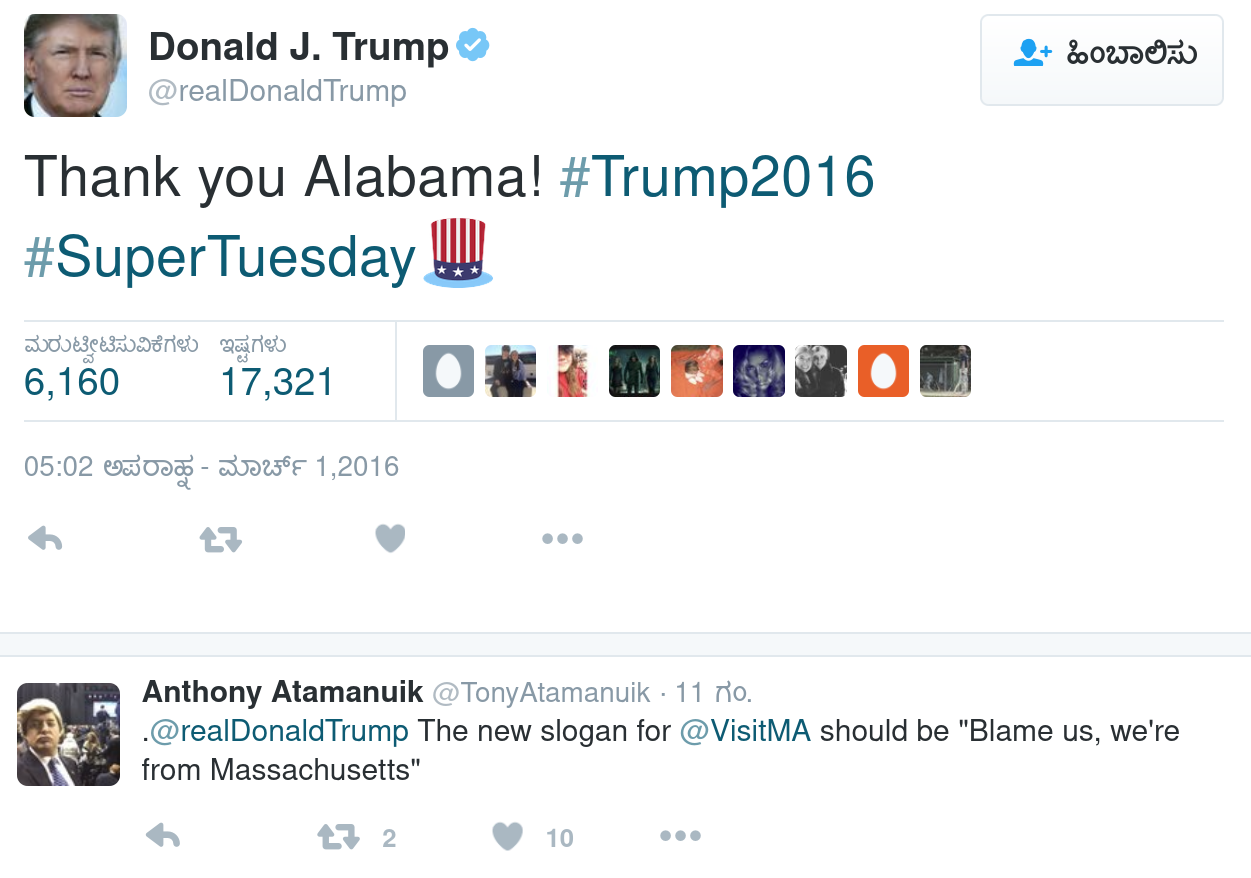 Donald J. Trump
@realDonaldTrump
ಹಿಂಬಾಲಿಸು
Thank you Alabama! #Trump2016
#SuperTuesday
ಮರುಟ್ವೀಟಿಸುವಿಕೆಗಳು ಇಷ್ಟಗಳು
6,160 17,321
05:02 ಅಪರಾಹ್ನ - ಮಾರ್ಚ್ 1,2016
Anthony Atamanuik @TonyAtamanuik · 11 ಗಂ.
.@realDonaldTrump The new slogan for @VisitMA should be "Blame us, we're
from Massachusetts"
2 10